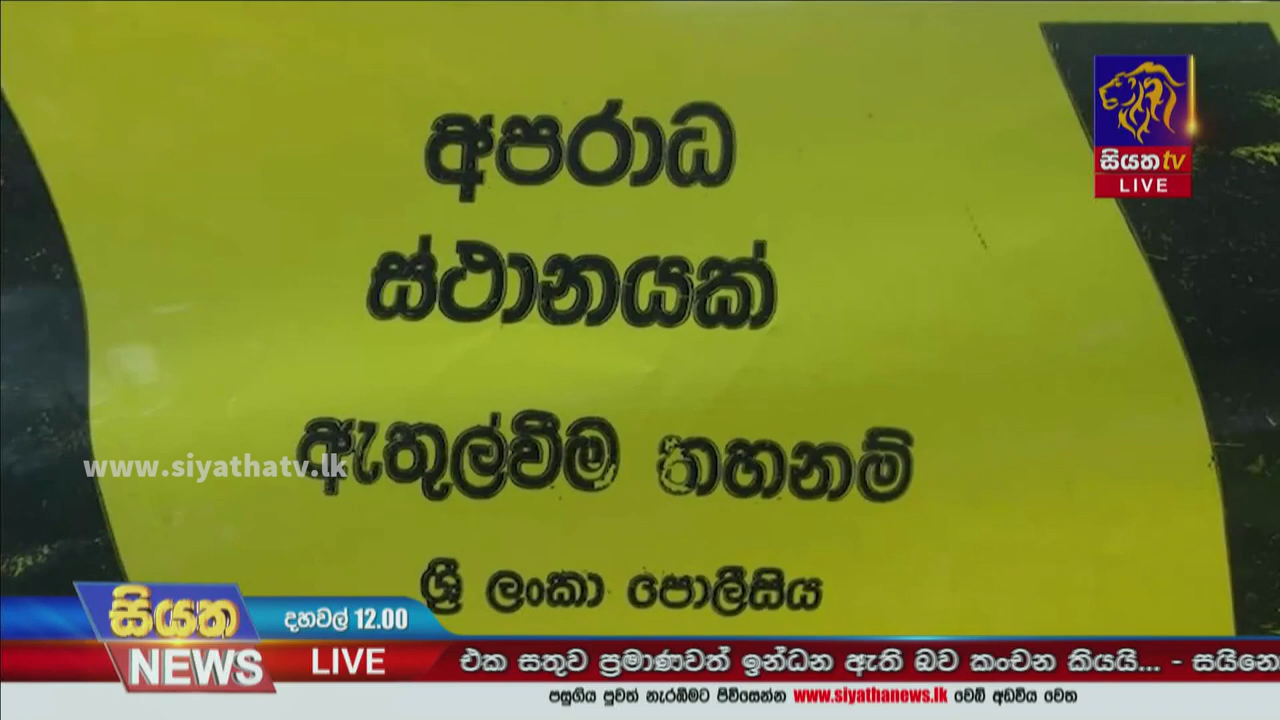 අපරාධ
ස්ථානයක්
ඇතුල්වීම තහනම්
ශ්‍රී ලංකා පොලීසිය
සියත tv
LIVE
www.siyathatv.lk
සියත
NEWS
දහවල් 12.00
LIVE
එක සතුව ප්‍රමාණවත් ඉන්ධන ඇති බව කංචන කියයි... -
පසුගිය පුවත් නැරඹීමට පිවිසෙන්න www.siyathanews.lk වෙබ් අඩවිය වෙත